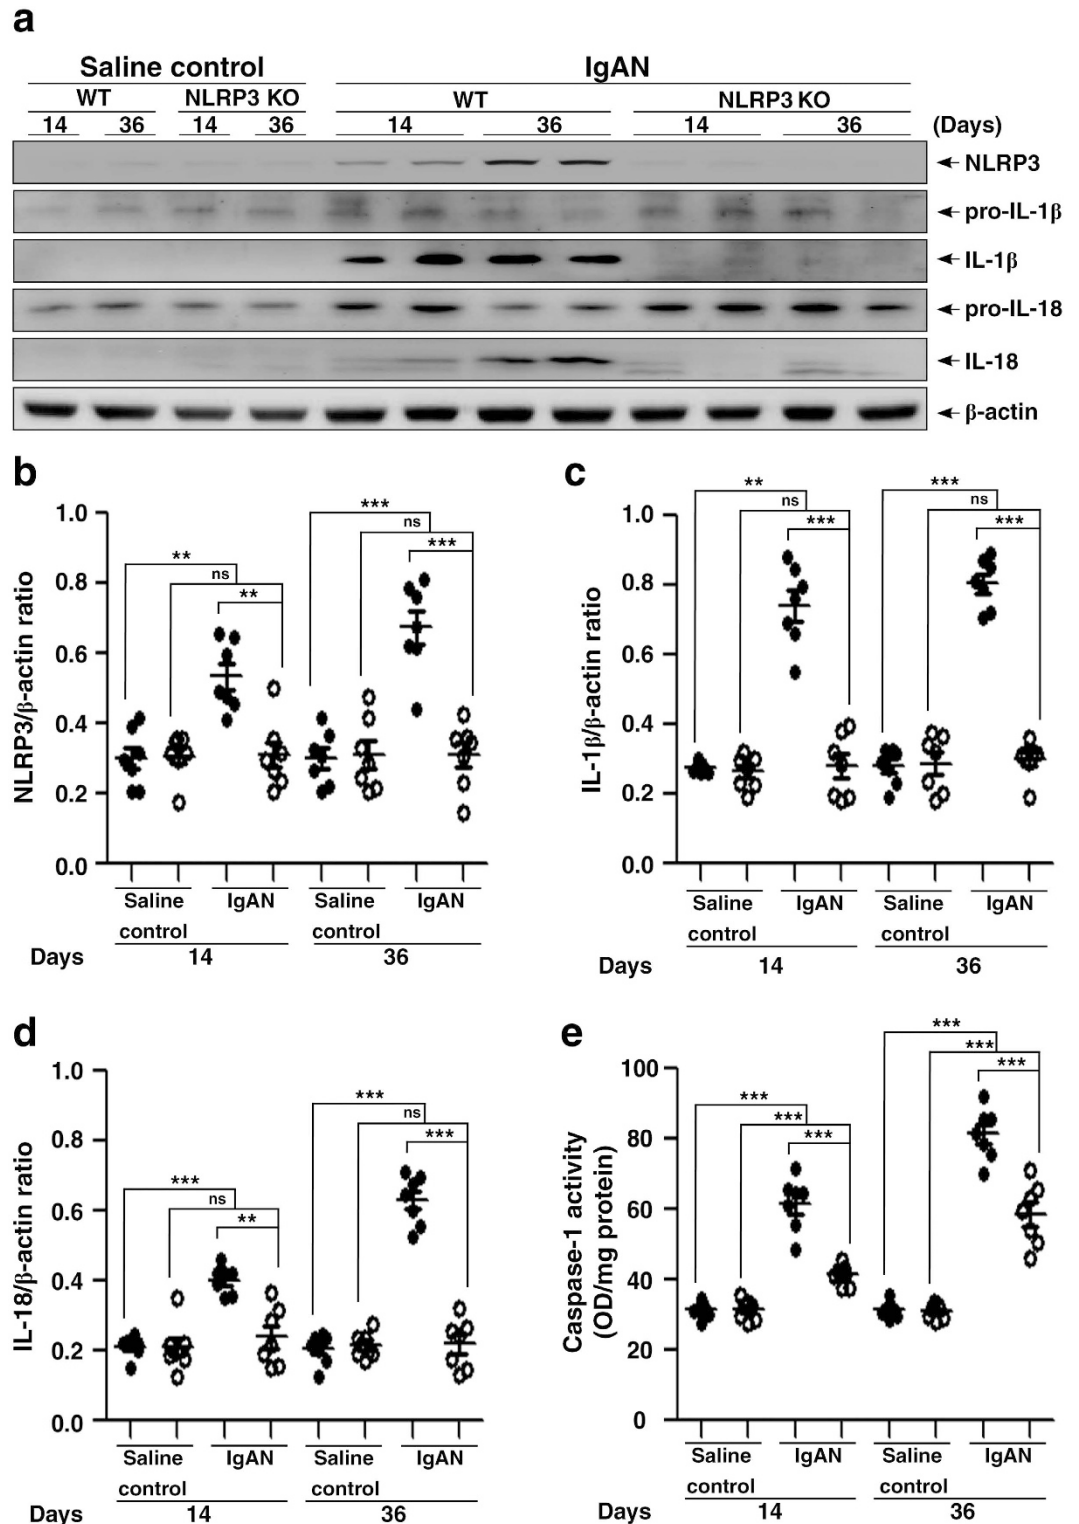 a
Saline control IgAN
WT NLRP3 KO WT NLRP3 KO
14 36 14 36 14 36 14 36 (Days)
NLRP3
pro-IL-1β
IL-1β
pro-IL-18
IL-18
β-actin
b
NLRP3/β-actin ratio
1.0
0.8
0.6
0.4
0.2
0.0
** ns ** *** ns ***
Saline IgAN Saline IgAN
control control
Days 14 36
c
IL-1β/β-actin ratio
1.0
0.8
0.6
0.4
0.2
0.0
** ns *** *** ns ***
Saline IgAN Saline IgAN
control control
Days 14 36
d
IL-18/β-actin ratio
1.0
0.8
0.6
0.4
0.2
0.0
*** ns ** *** ns ***
Saline IgAN Saline IgAN
control control
Days 14 36
e
Caspase-1 activity
(OD/mg protein)
100
80
60
40
20
0
*** *** *** *** *** ***
Saline IgAN Saline IgAN
control control
Days 14 36